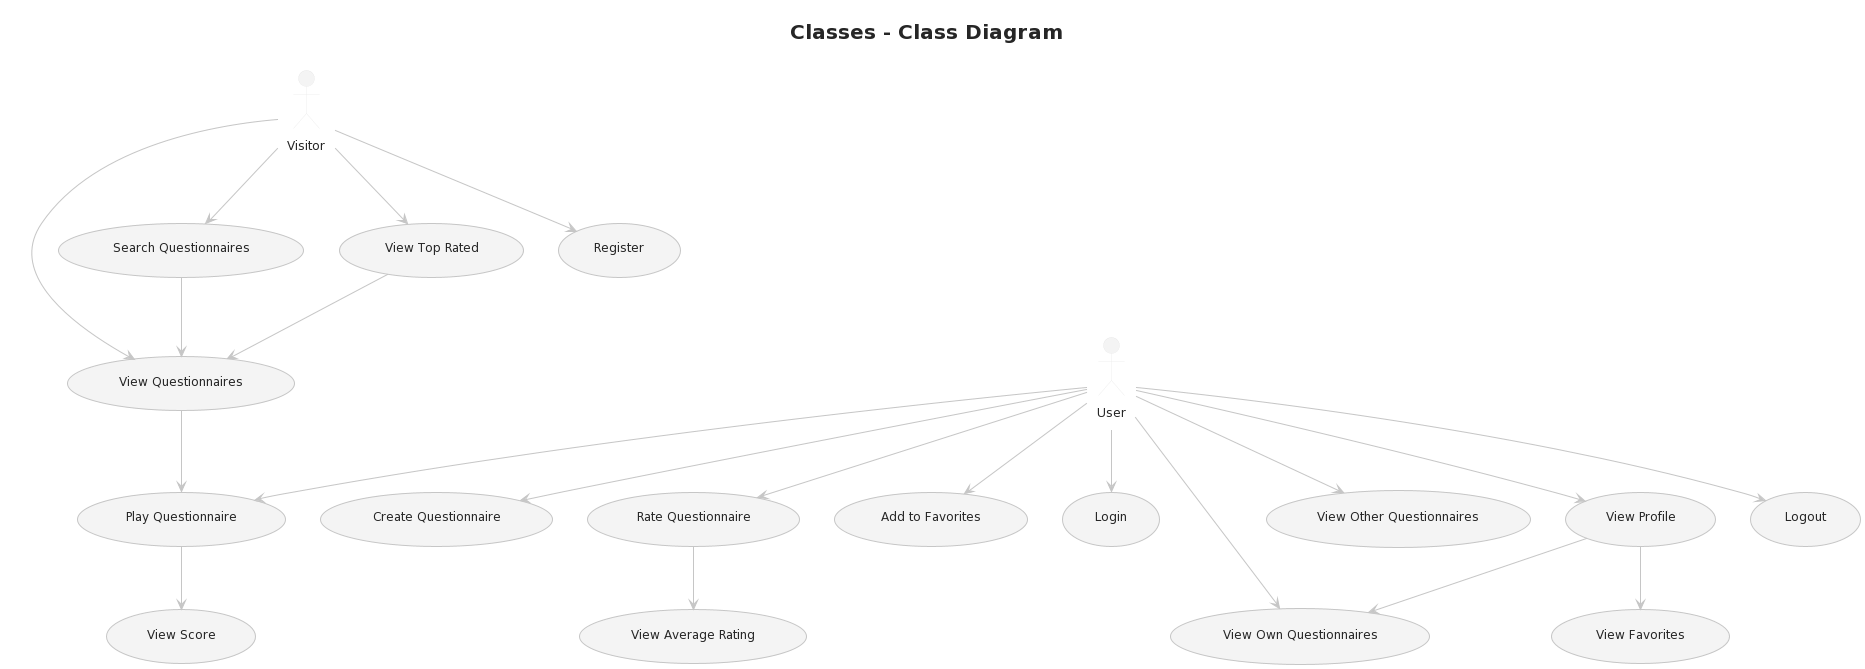 Classes - Class Diagram
Visitor
Search Questionnaires
View Top Rated
Register
View Questionnaires
User
Play Questionnaire
Create Questionnaire
Rate Questionnaire
Add to Favorites
Login
View Other Questionnaires
View Profile
Logout
View Score
View Average Rating
View Own Questionnaires
View Favorites